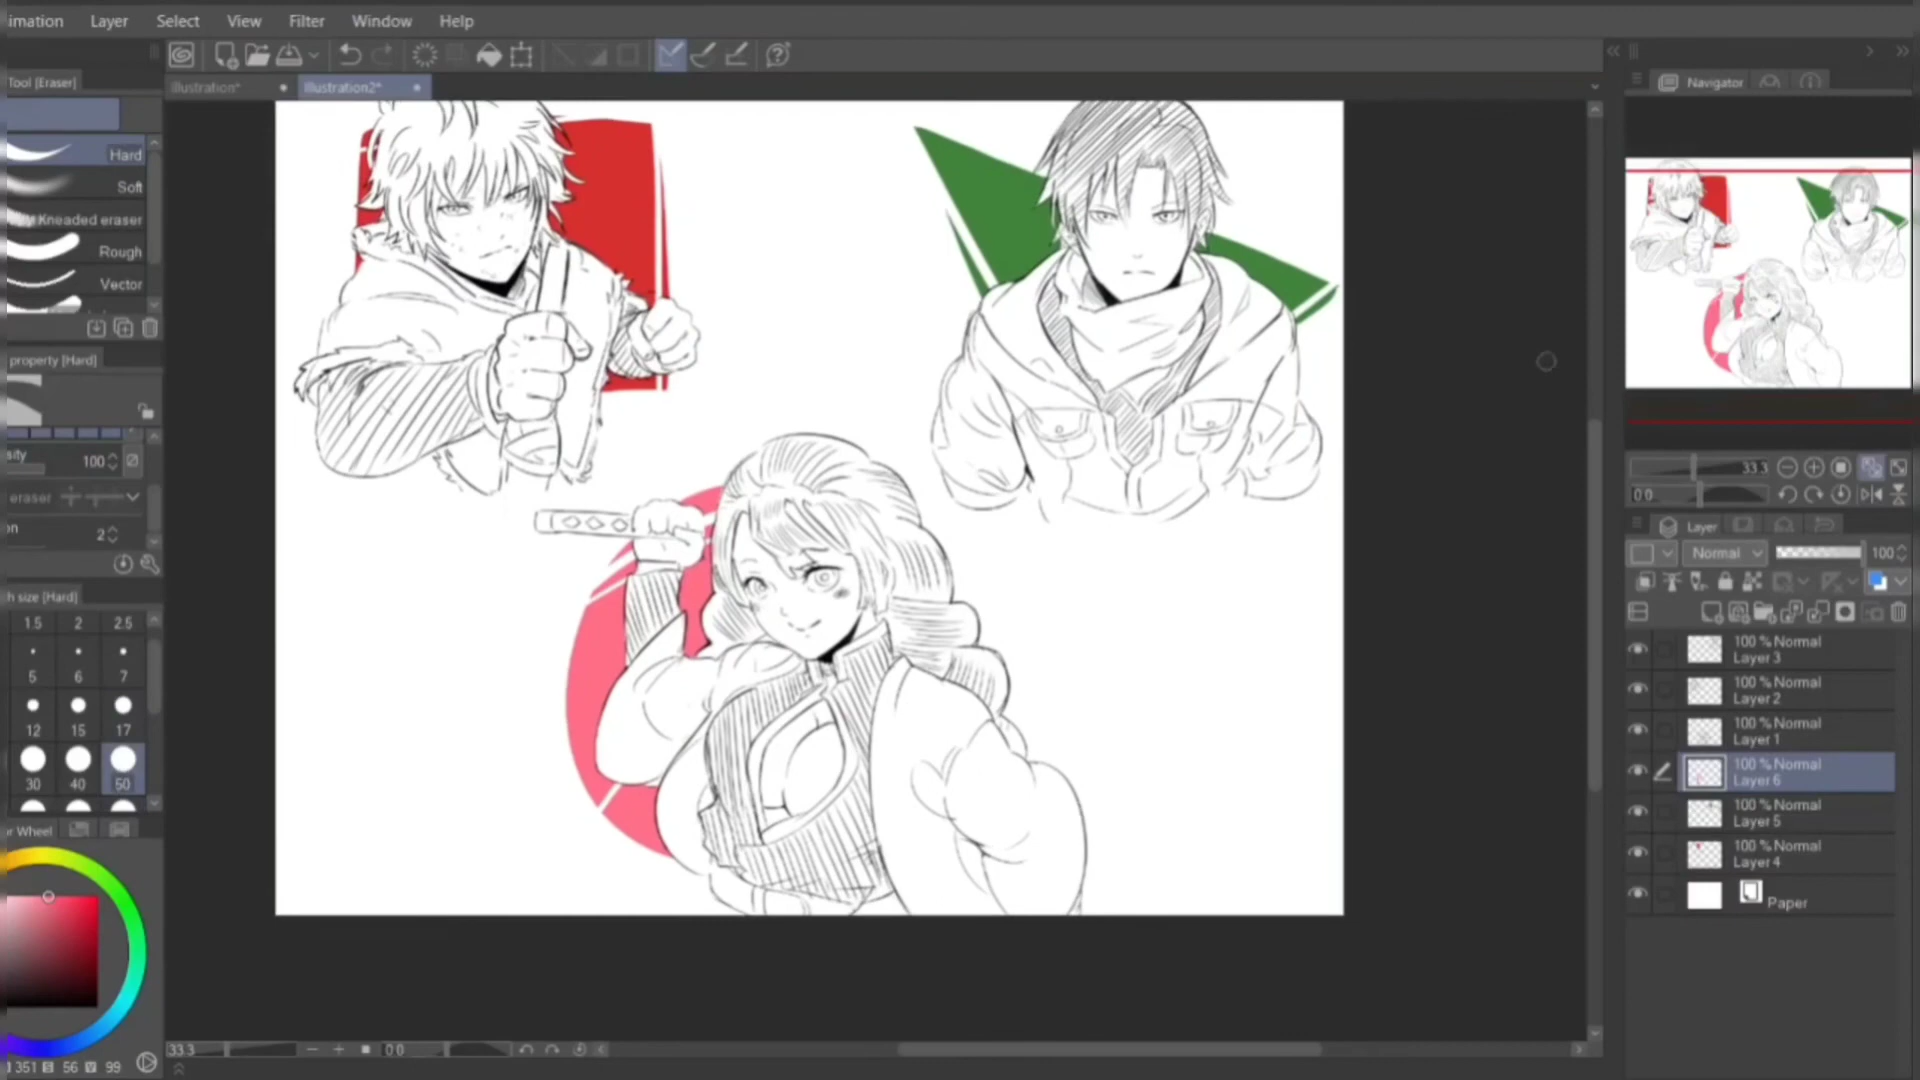 imation Layer Select View Filter Window Help
Tool [Eraser]
Illustration*
Illustration2*
Navigator
Hard
Soft
Kneaded eraser
Rough
Vector
property [Hard]
sity 100
eraser
on 2
h size [Hard]
1.5 2 2.5
5 6 7
12 15 17
30 40 50
or Wheel
351 S 56 V 99
33.3
0 0
33.3
0 0
Layer
Normal 100
100 % Normal
Layer 3
100 % Normal
Layer 2
100 % Normal
Layer 1
100 % Normal
Layer 6
100 % Normal
Layer 5
100 % Normal
Layer 4
Paper